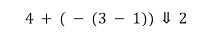 4 + ( − (3 − 1)) ⇓ 2